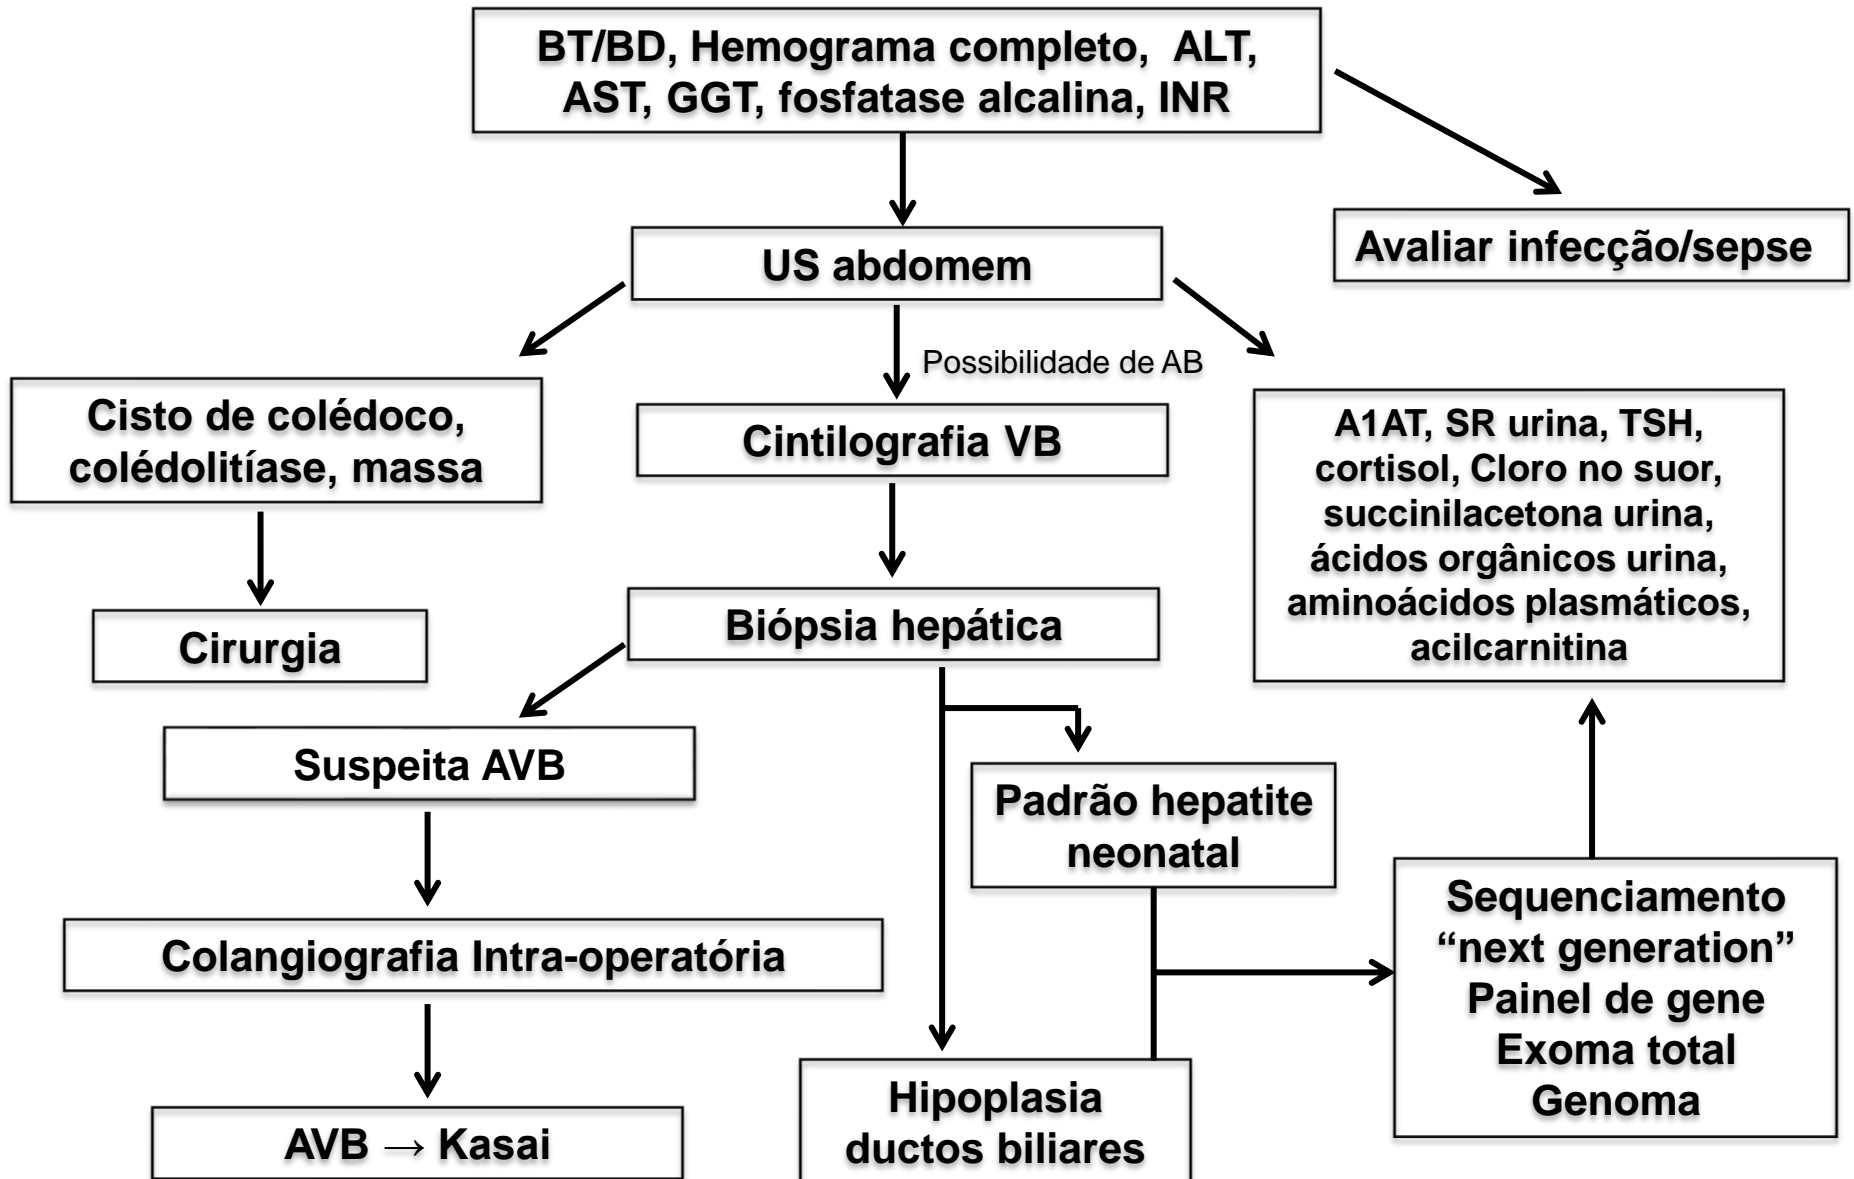 BT/BD, Hemograma completo, ALT,
AST, GGT, fosfatase alcalina, INR
Avaliar infecção/sepse
US abdomem
Possibilidade de AB
Cisto de colédoco,
colédolitíase, massa
Cintilografia VB
A1AT, SR urina, TSH,
cortisol, Cloro no suor,
succinilacetona urina,
ácidos orgânicos urina,
aminoácidos plasmáticos,
acilcarnitina
Cirurgia
Biópsia hepática
Suspeita AVB
Padrão hepatite
neonatal
Colangiografia Intra-operatória
Sequenciamento
“next generation”
Painel de gene
Exoma total
Genoma
AVB → Kasai
Hipoplasia
ductos biliares